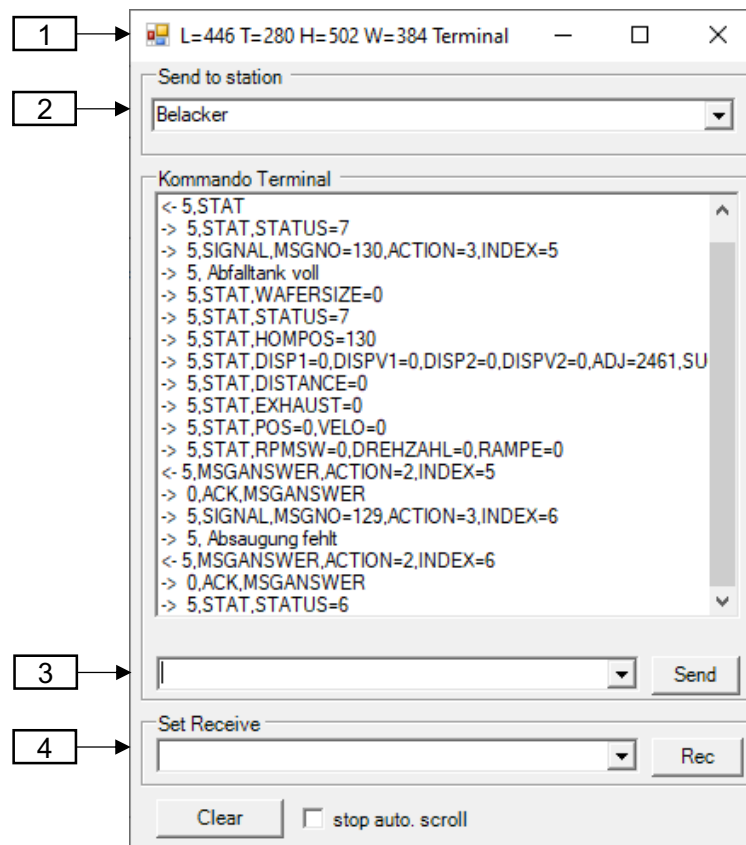 1
L=446 T=280 H=502 W=384 Terminal
Send to station
2
Belacker
Kommando Terminal
<- 5,STAT
-> 5,STAT,STATUS=7
-> 5,SIGNAL,MSGNO=130,ACTION=3,INDEX=5
-> 5, Abfalltank voll
-> 5,STAT,WAFERSIZE=0
-> 5,STAT,STATUS=7
-> 5,STAT,HOMPOS=130
-> 5,STAT,DISP1=0,DISPV1=0,DISP2=0,DISPV2=0,ADJ=2461,SU
-> 5,STAT,DISTANCE=0
-> 5,STAT,EXHAUST=0
-> 5,STAT,POS=0,VELO=0
-> 5,STAT,RPMSW=0,DREHZAHL=0,RAMPE=0
<- 5,MSGANSWER,ACTION=2,INDEX=5
-> 0,ACK,MSGANSWER
-> 5,SIGNAL,MSGNO=129,ACTION=3,INDEX=6
-> 5, Absaugung fehlt
<- 5,MSGANSWER,ACTION=2,INDEX=6
-> 0,ACK,MSGANSWER
-> 5,STAT,STATUS=6
3
Send
Set Receive
4
Rec
Clear
stop auto. scroll